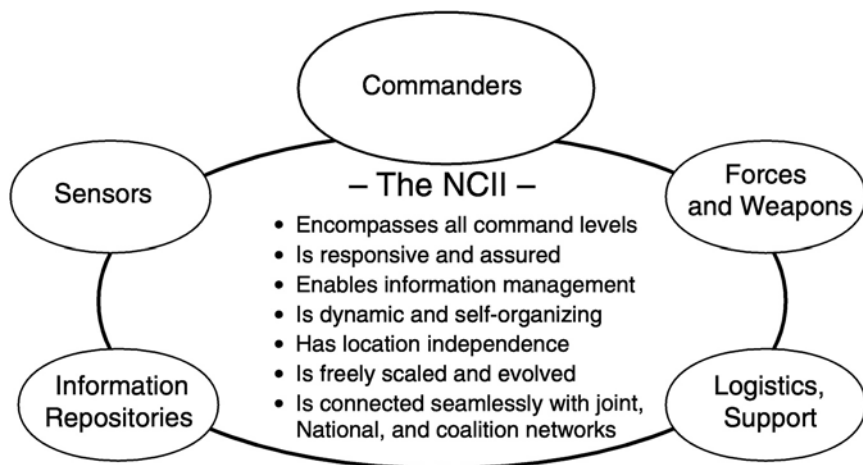 Commanders
Sensors
Forces
and Weapons
– The NCII –
• Encompasses all command levels
• Is responsive and assured
• Enables information management
• Is dynamic and self-organizing
• Has location independence
• Is freely scaled and evolved
• Is connected seamlessly with joint,
National, and coalition networks
Information
Repositories
Logistics,
Support